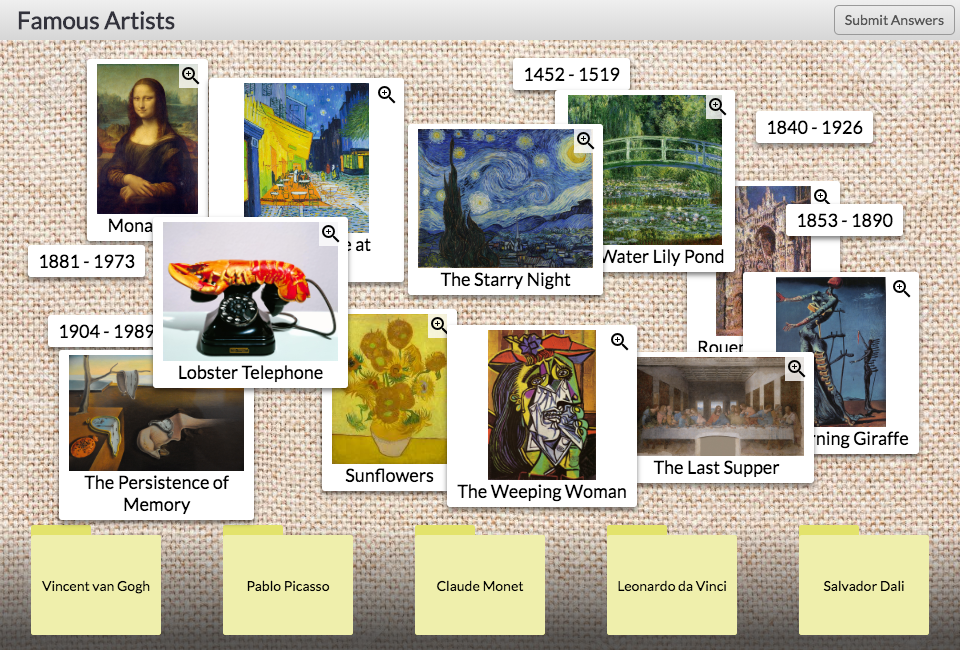 Famous Artists
Submit Answers
1452 - 1519
1840 - 1926
1853 - 1890
Mona
e at
The Starry Night
Water Lily Pond
1881 - 1973
1904 - 1989
Lobster Telephone
Rouen
rning Giraffe
Sunflowers
The Weeping Woman
The Last Supper
The Persistence of
Memory
Vincent van Gogh
Pablo Picasso
Claude Monet
Leonardo da Vinci
Salvador Dali